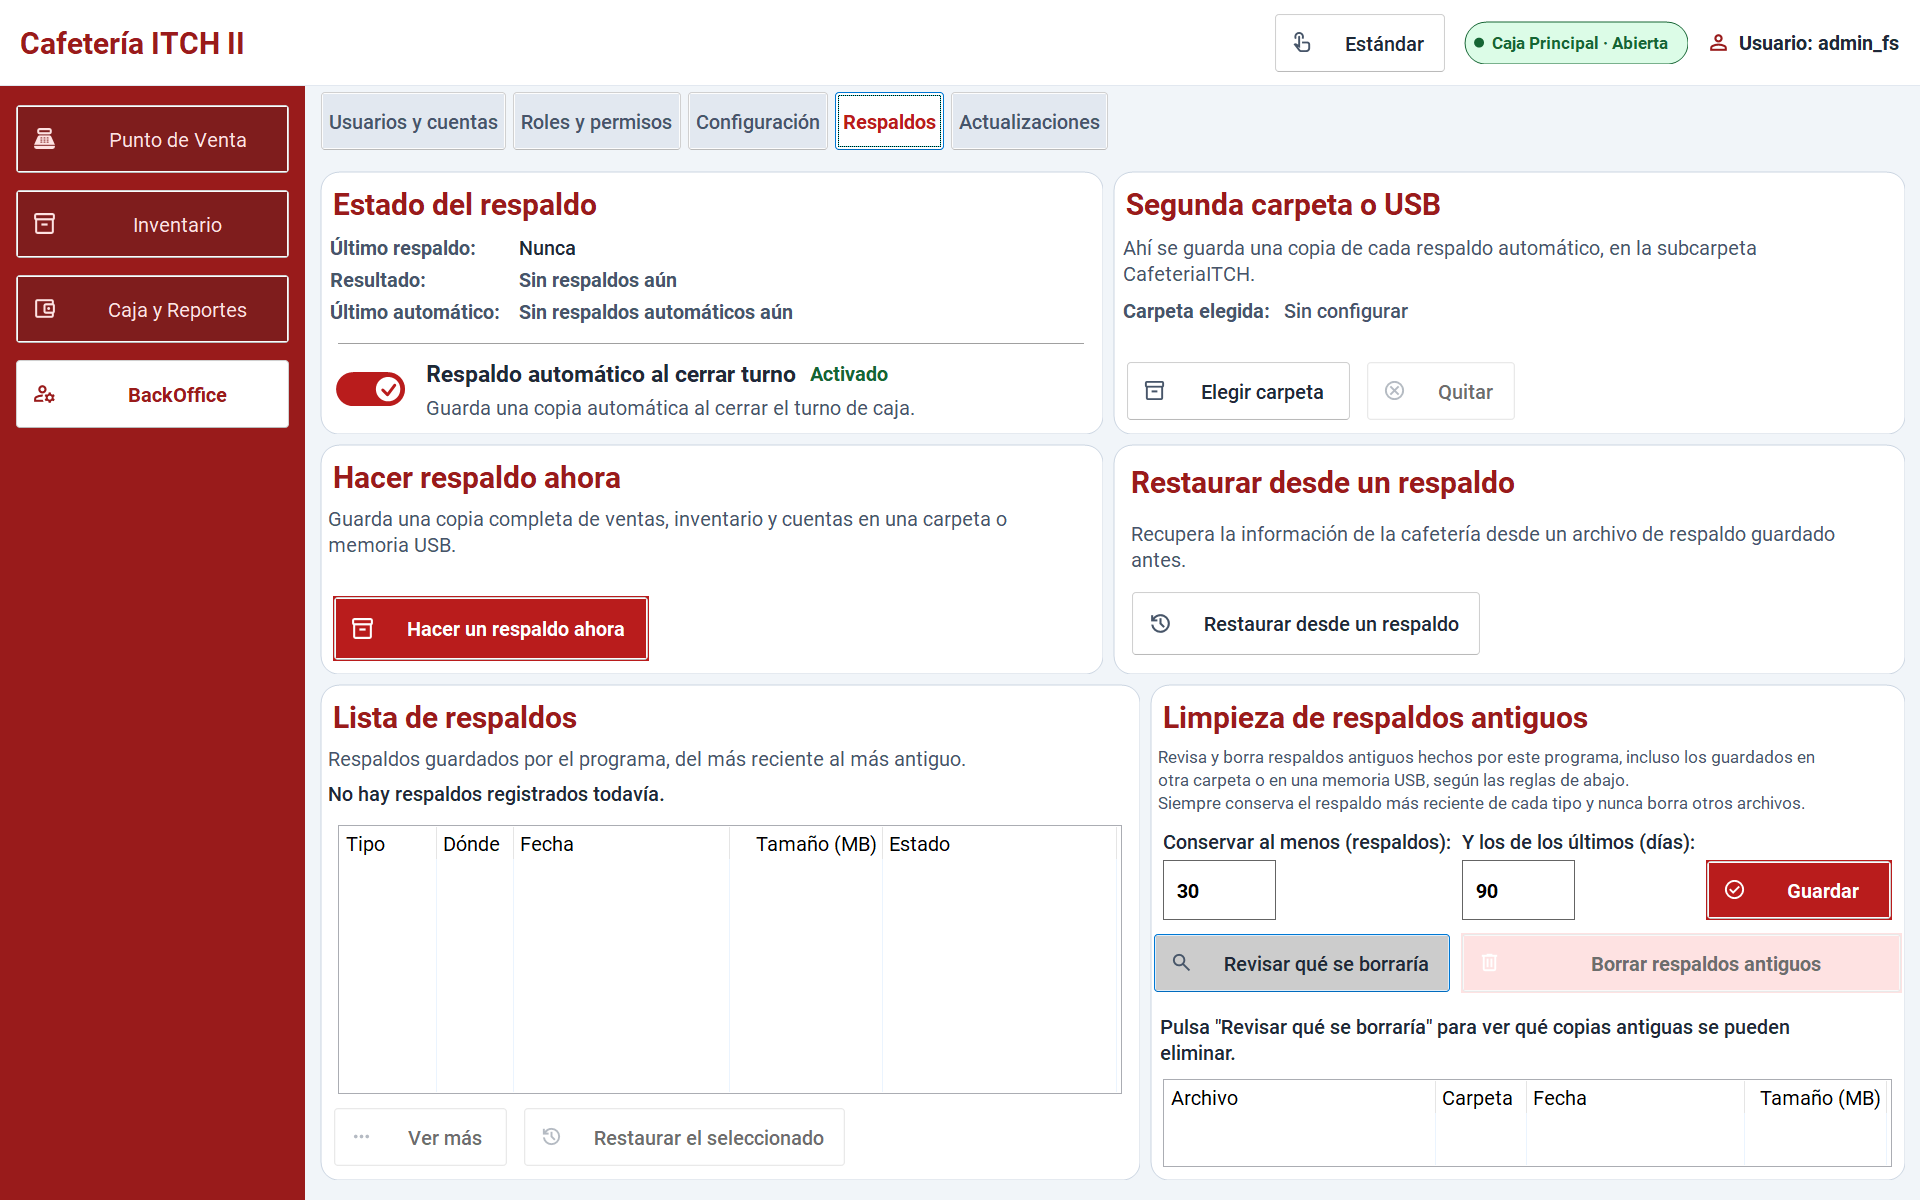 Cafetería ITCH II
Estándar
Caja Principal · Abierta
Usuario: admin_fs
Punto de Venta
Inventario
Caja y Reportes
BackOffice
Usuarios y cuentas
Roles y permisos
Configuración
Respaldos
Actualizaciones
Estado del respaldo
Último respaldo: Nunca
Resultado: Sin respaldos aún
Último automático: Sin respaldos automáticos aún
Respaldo automático al cerrar turno Activado
Guarda una copia automática al cerrar el turno de caja.
Segunda carpeta o USB
Ahí se guarda una copia de cada respaldo automático, en la subcarpeta
CafeteriaITCH.
Carpeta elegida: Sin configurar
Elegir carpeta
Quitar
Hacer respaldo ahora
Guarda una copia completa de ventas, inventario y cuentas en una carpeta o
memoria USB.
Hacer un respaldo ahora
Restaurar desde un respaldo
Recupera la información de la cafetería desde un archivo de respaldo guardado
antes.
Restaurar desde un respaldo
Lista de respaldos
Respaldos guardados por el programa, del más reciente al más antiguo.
No hay respaldos registrados todavía.
Tipo Dónde Fecha Tamaño (MB) Estado
Ver más
Restaurar el seleccionado
Limpieza de respaldos antiguos
Revisa y borra respaldos antiguos hechos por este programa, incluso los guardados en
otra carpeta o en una memoria USB, según las reglas de abajo.
Siempre conserva el respaldo más reciente de cada tipo y nunca borra otros archivos.
Conservar al menos (respaldos): Y los de los últimos (días):
30
90
Guardar
Revisar qué se borraría
Borrar respaldos antiguos
Pulsa "Revisar qué se borraría" para ver qué copias antiguas se pueden
eliminar.
Archivo Carpeta Fecha Tamaño (MB)